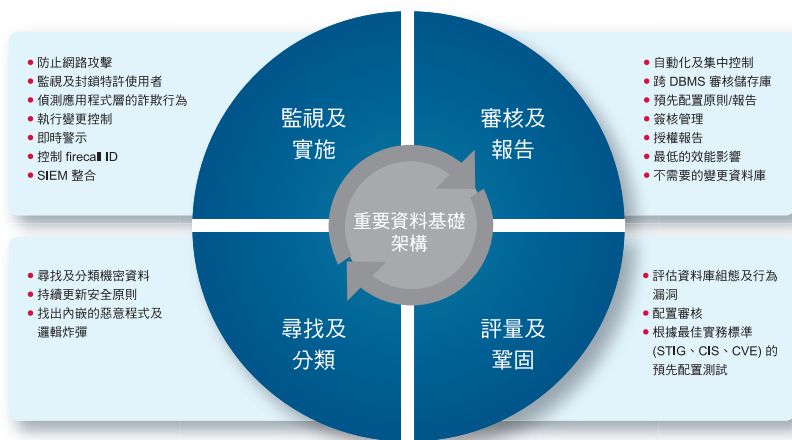 • 防止網路攻擊
• 監視及封鎖特許使用者
• 偵測應用程式層的詐欺行為
• 執行變更控制
• 即時警示
• 控制 firecall ID
• SIEM 整合
監視及
實施
審核及
報告
• 自動化及集中控制
• 跨 DBMS 審核儲存庫
• 預先配置原則/報告
• 簽核管理
• 授權報告
• 最低的效能影響
• 不需要的變更資料庫
重要資料基礎
架構
• 尋找及分類機密資料
• 持續更新安全原則
• 找出內嵌的惡意程式及
邏輯炸彈
尋找及
分類
評量及
鞏固
• 評估資料庫組態及行為
漏洞
• 配置審核
• 根據最佳實務標準
(STIG、CIS、CVE) 的
預先配置測試